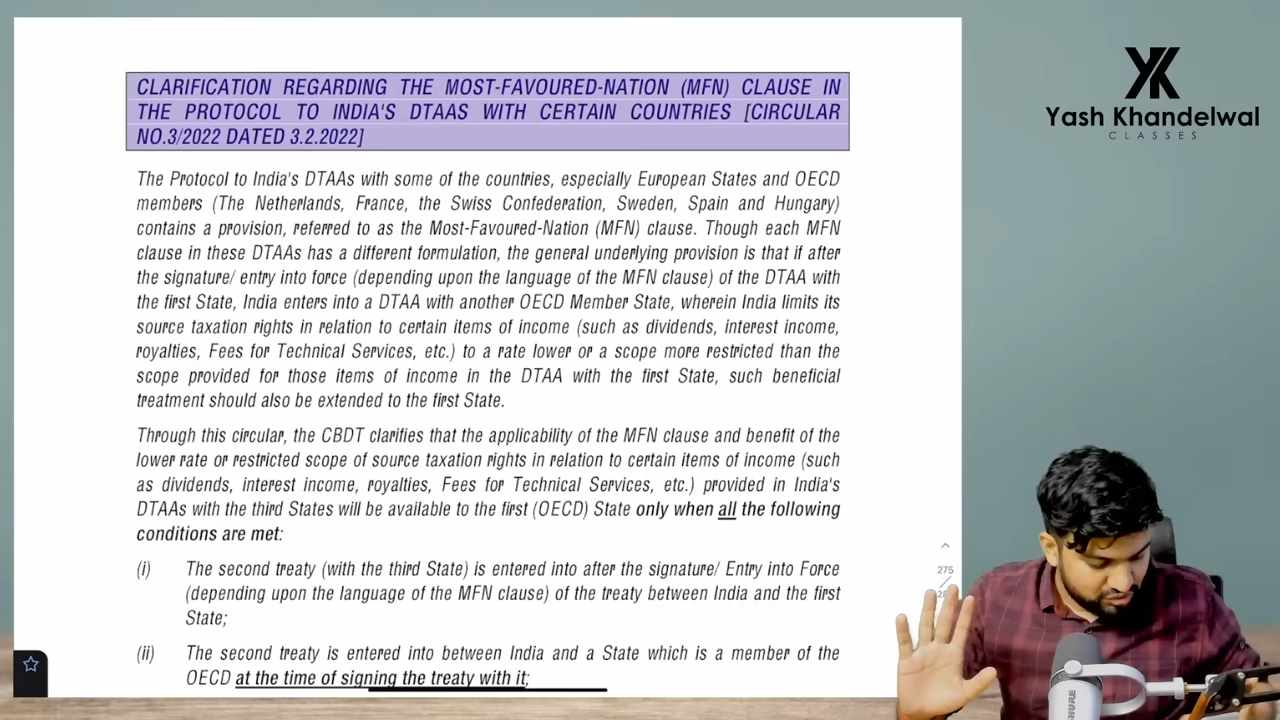 CLARIFICATION REGARDING THE MOST-FAVOURED-NATION (MFN) CLAUSE IN
THE PROTOCOL TO INDIA'S DTAAS WITH CERTAIN COUNTRIES [CIRCULAR
NO.3/2022 DATED 3.2.2022]
The Protocol to India's DTAAs with some of the countries, especially European States and OECD
members (The Netherlands, France, the Swiss Confederation, Sweden, Spain and Hungary)
contains a provision, referred to as the Most-Favoured-Nation (MFN) clause. Though each MFN
clause in these DTAAs has a different formulation, the general underlying provision is that if after
the signature/ entry into force (depending upon the language of the MFN clause) of the DTAA with
the first State, India enters into a DTAA with another OECD Member State, wherein India limits its
source taxation rights in relation to certain items of income (such as dividends, interest income,
royalties, Fees for Technical Services, etc.) to a rate lower or a scope more restricted than the
scope provided for those items of income in the DTAA with the first State, such beneficial
treatment should also be extended to the first State.
Through this circular, the CBDT clarifies that the applicability of the MFN clause and benefit of the
lower rate or restricted scope of source taxation rights in relation to certain items of income (such
as dividends, interest income, royalties, Fees for Technical Services, etc.) provided in India's
DTAAs with the third States will be available to the first (OECD) State only when all the following
conditions are met:
(i) The second treaty (with the third State) is entered into after the signature/ Entry into Force
(depending upon the language of the MFN clause) of the treaty between India and the first
State;
(ii) The second treaty is entered into between India and a State which is a member of the
OECD at the time of signing the treaty with it;
275
Yash Khandelwal
CLASSES
SHURE